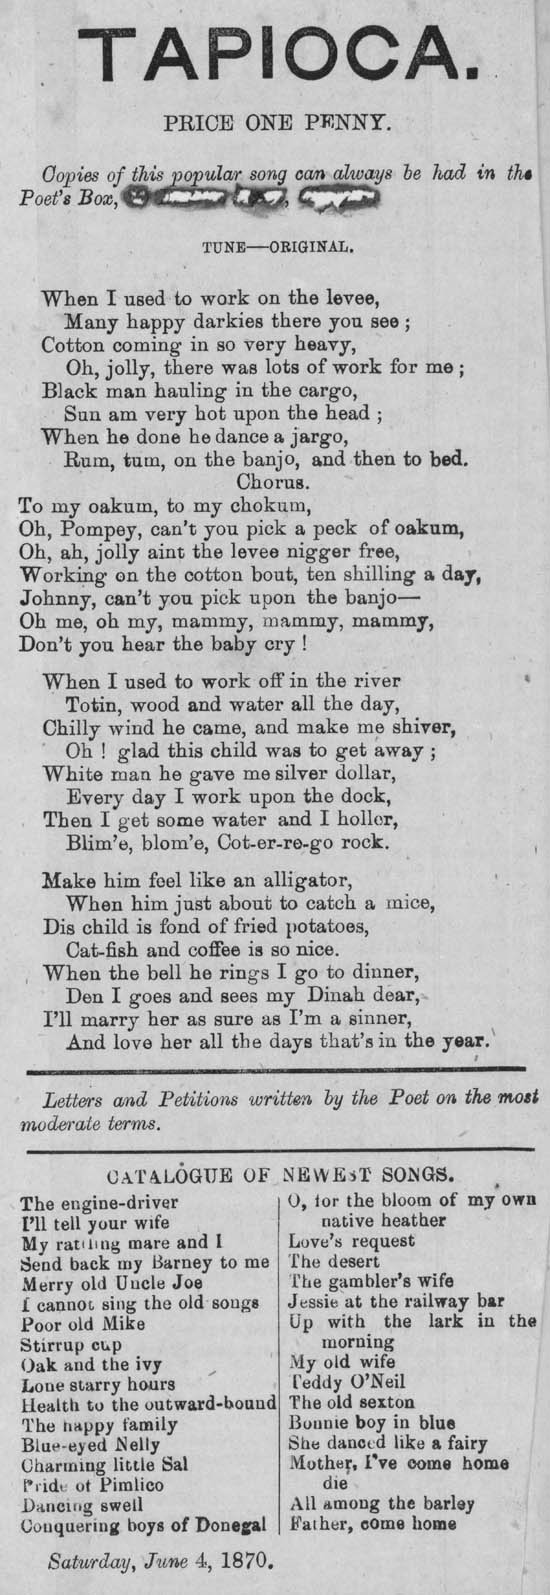 TAPIOCA.
PRICE ONE PENNY.
Copies of this popular song can always be had in the
Poet's Box,
TUNE—ORIGINAL.
When I used to work on the levee,
Many happy darkies there you see ;
Cotton coming in so very heavy,
Oh, jolly, there was lots of work for me ;
Black man hauling in the cargo,
Sun am very hot upon the head ;
When he done he dance a jargo,
Rum, tum, on the banjo, and then to bed.
Chorus.
To my oakum, to my chokum,
Oh, Pompey, can't you pick a peck of oakum,
Oh, ah, jolly aint the levee nigger free,
Working on the cotton bout, ten shilling a day,
Johnny, can't you pick upon the banjo—
Oh me, oh my, mammy, mammy, mammy,
Don't you hear the baby cry !
When I used to work off in the river
Totin, wood and water all the day,
Chilly wind he came, and make me shiver,
Oh ! glad this child was to get away ;
White man he gave me silver dollar,
Every day I work upon the dock,
Then I get some water and I holler,
Blim'e, blom'e, Cot-er-re-go rock.
Make him feel like an alligator,
When him just about to catch a mice,
Dis child is fond of fried potatoes,
Cat-fish and coffee is so nice.
When the bell he rings I go to dinner,
Den I goes and sees my Dinah dear,
I'll marry her as sure as I'm a sinner,
And love her all the days that's in the year.
Letters and Petitions written by the Poet on the most
moderate terms.
CATALOGUE OF NEWEST SONGS.
The engine-driver
I'll tell your wife
My rattling mare and I
Send back my Barney to me
Merry old Uncle Joe
I cannot sing the old songs
Poor old Mike
Stirrup cup
Oak and the ivy
Lone starry hours
Health to the outward-bound
The happy family
Blue-eyed Nelly
Charming little Sal
Pride of Pimlico
Dancing swell
Conquering boys of Donegal
O, for the bloom of my own
native heather
Love's request
The desert
The gambler's wife
Jessie at the railway bar
Up with the lark in the
morning
My old wife
Teddy O'Neil
The old sexton
Bonnie boy in blue
She danced like a fairy
Mother, I've come home
die
All among the barley
Father, come home
Saturday, June 4, 1870.